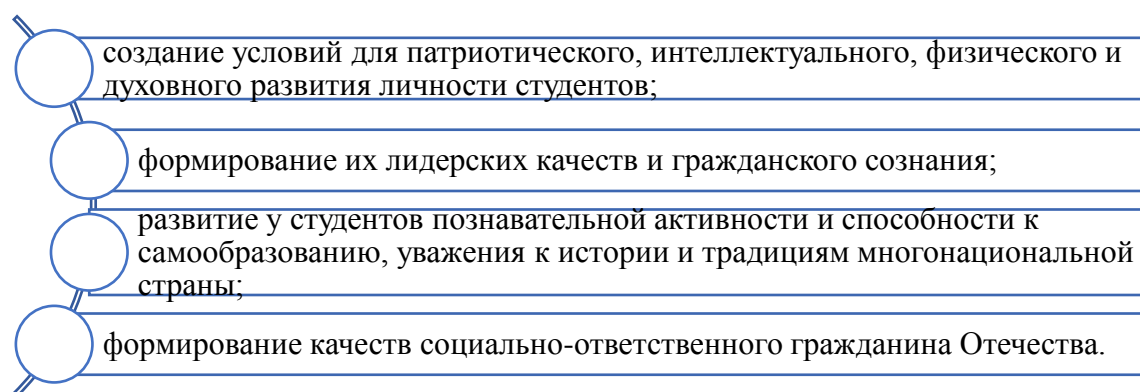 создание условий для патриотического, интеллектуального, физического и
духовного развития личности студентов;
формирование их лидерских качеств и гражданского сознания;
развитие у студентов познавательной активности и способности к
самообразованию, уважения к истории и традициям многонациональной
страны;
формирование качеств социально-ответственного гражданина Отечества.